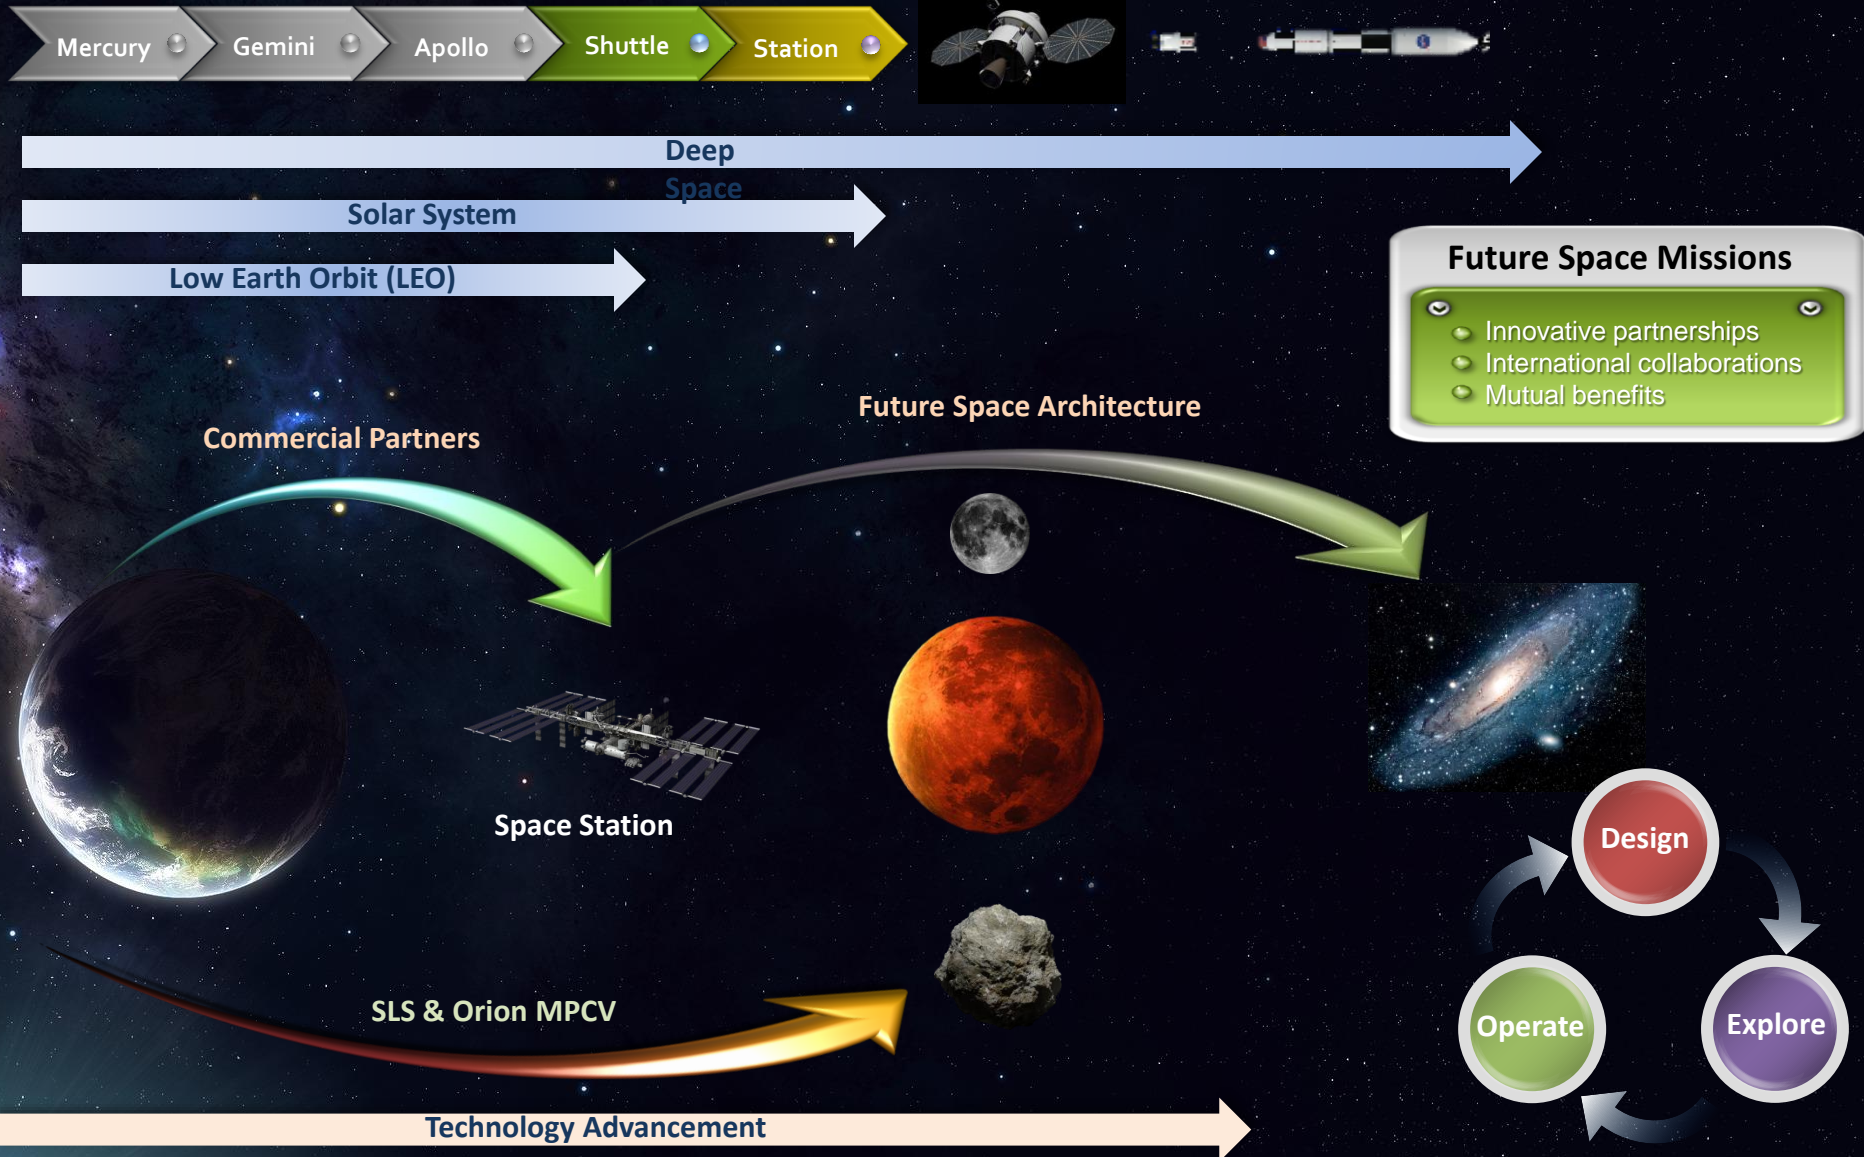 Mercury
Gemini
Apollo
Shuttle
Station
Deep
Space
Solar System
Low Earth Orbit (LEO)
Future Space Missions
Innovative partnerships
International collaborations
Mutual benefits
Future Space Architecture
Commercial Partners
Space Station
Design
SLS & Orion MPCV
Operate
Explore
Technology Advancement